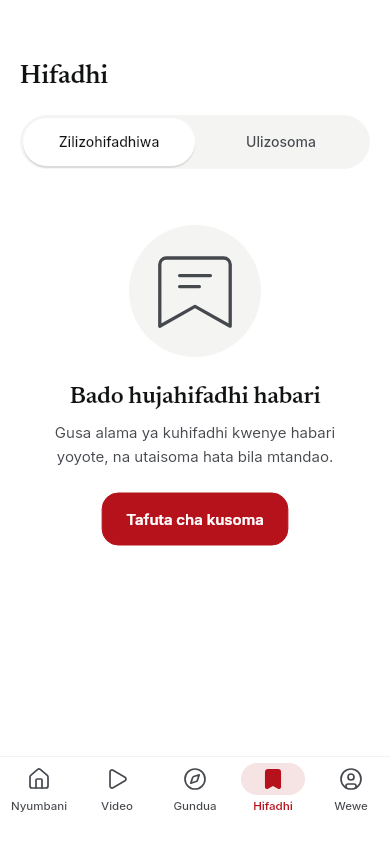 Hifadhi
Zilizohifadhiwa
Ulizosoma
Bado hujahifadhi habari
Gusa alama ya kuhifadhi kwenye habari
yoyote, na utaisoma hata bila mtandao.
Tafuta cha kusoma
Nyumbani
Video
Gundua
Hifadhi
Wewe